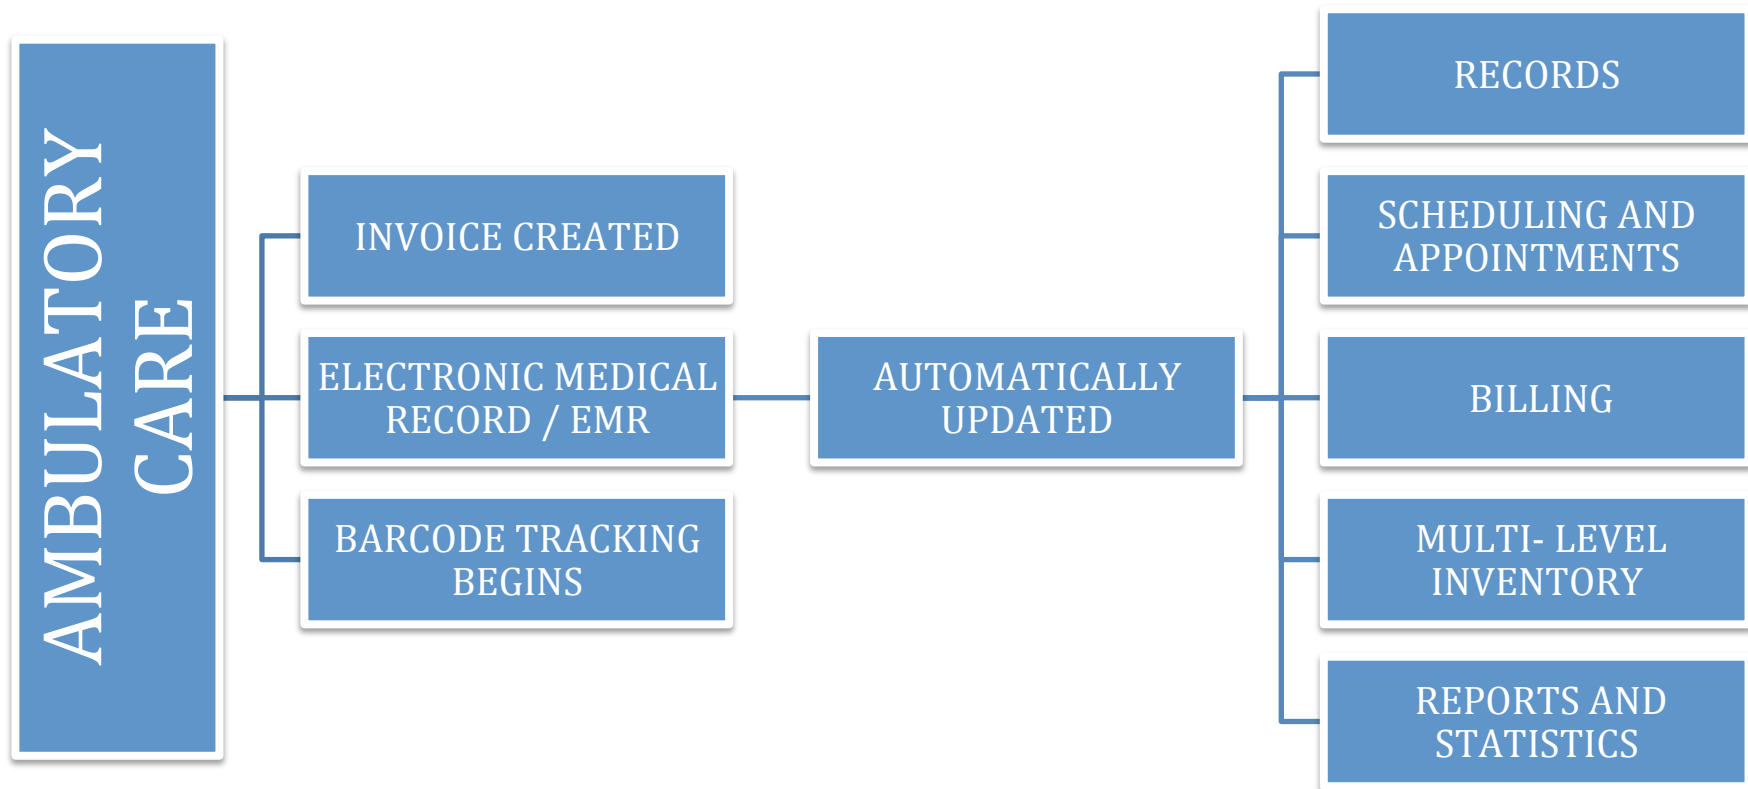 AMBULATORY
CARE
INVOICE CREATED
ELECTRONIC MEDICAL
RECORD / EMR
BARCODE TRACKING
BEGINS
AUTOMATICALLY
UPDATED
RECORDS
SCHEDULING AND
APPOINTMENTS
BILLING
MULTI- LEVEL
INVENTORY
REPORTS AND
STATISTICS